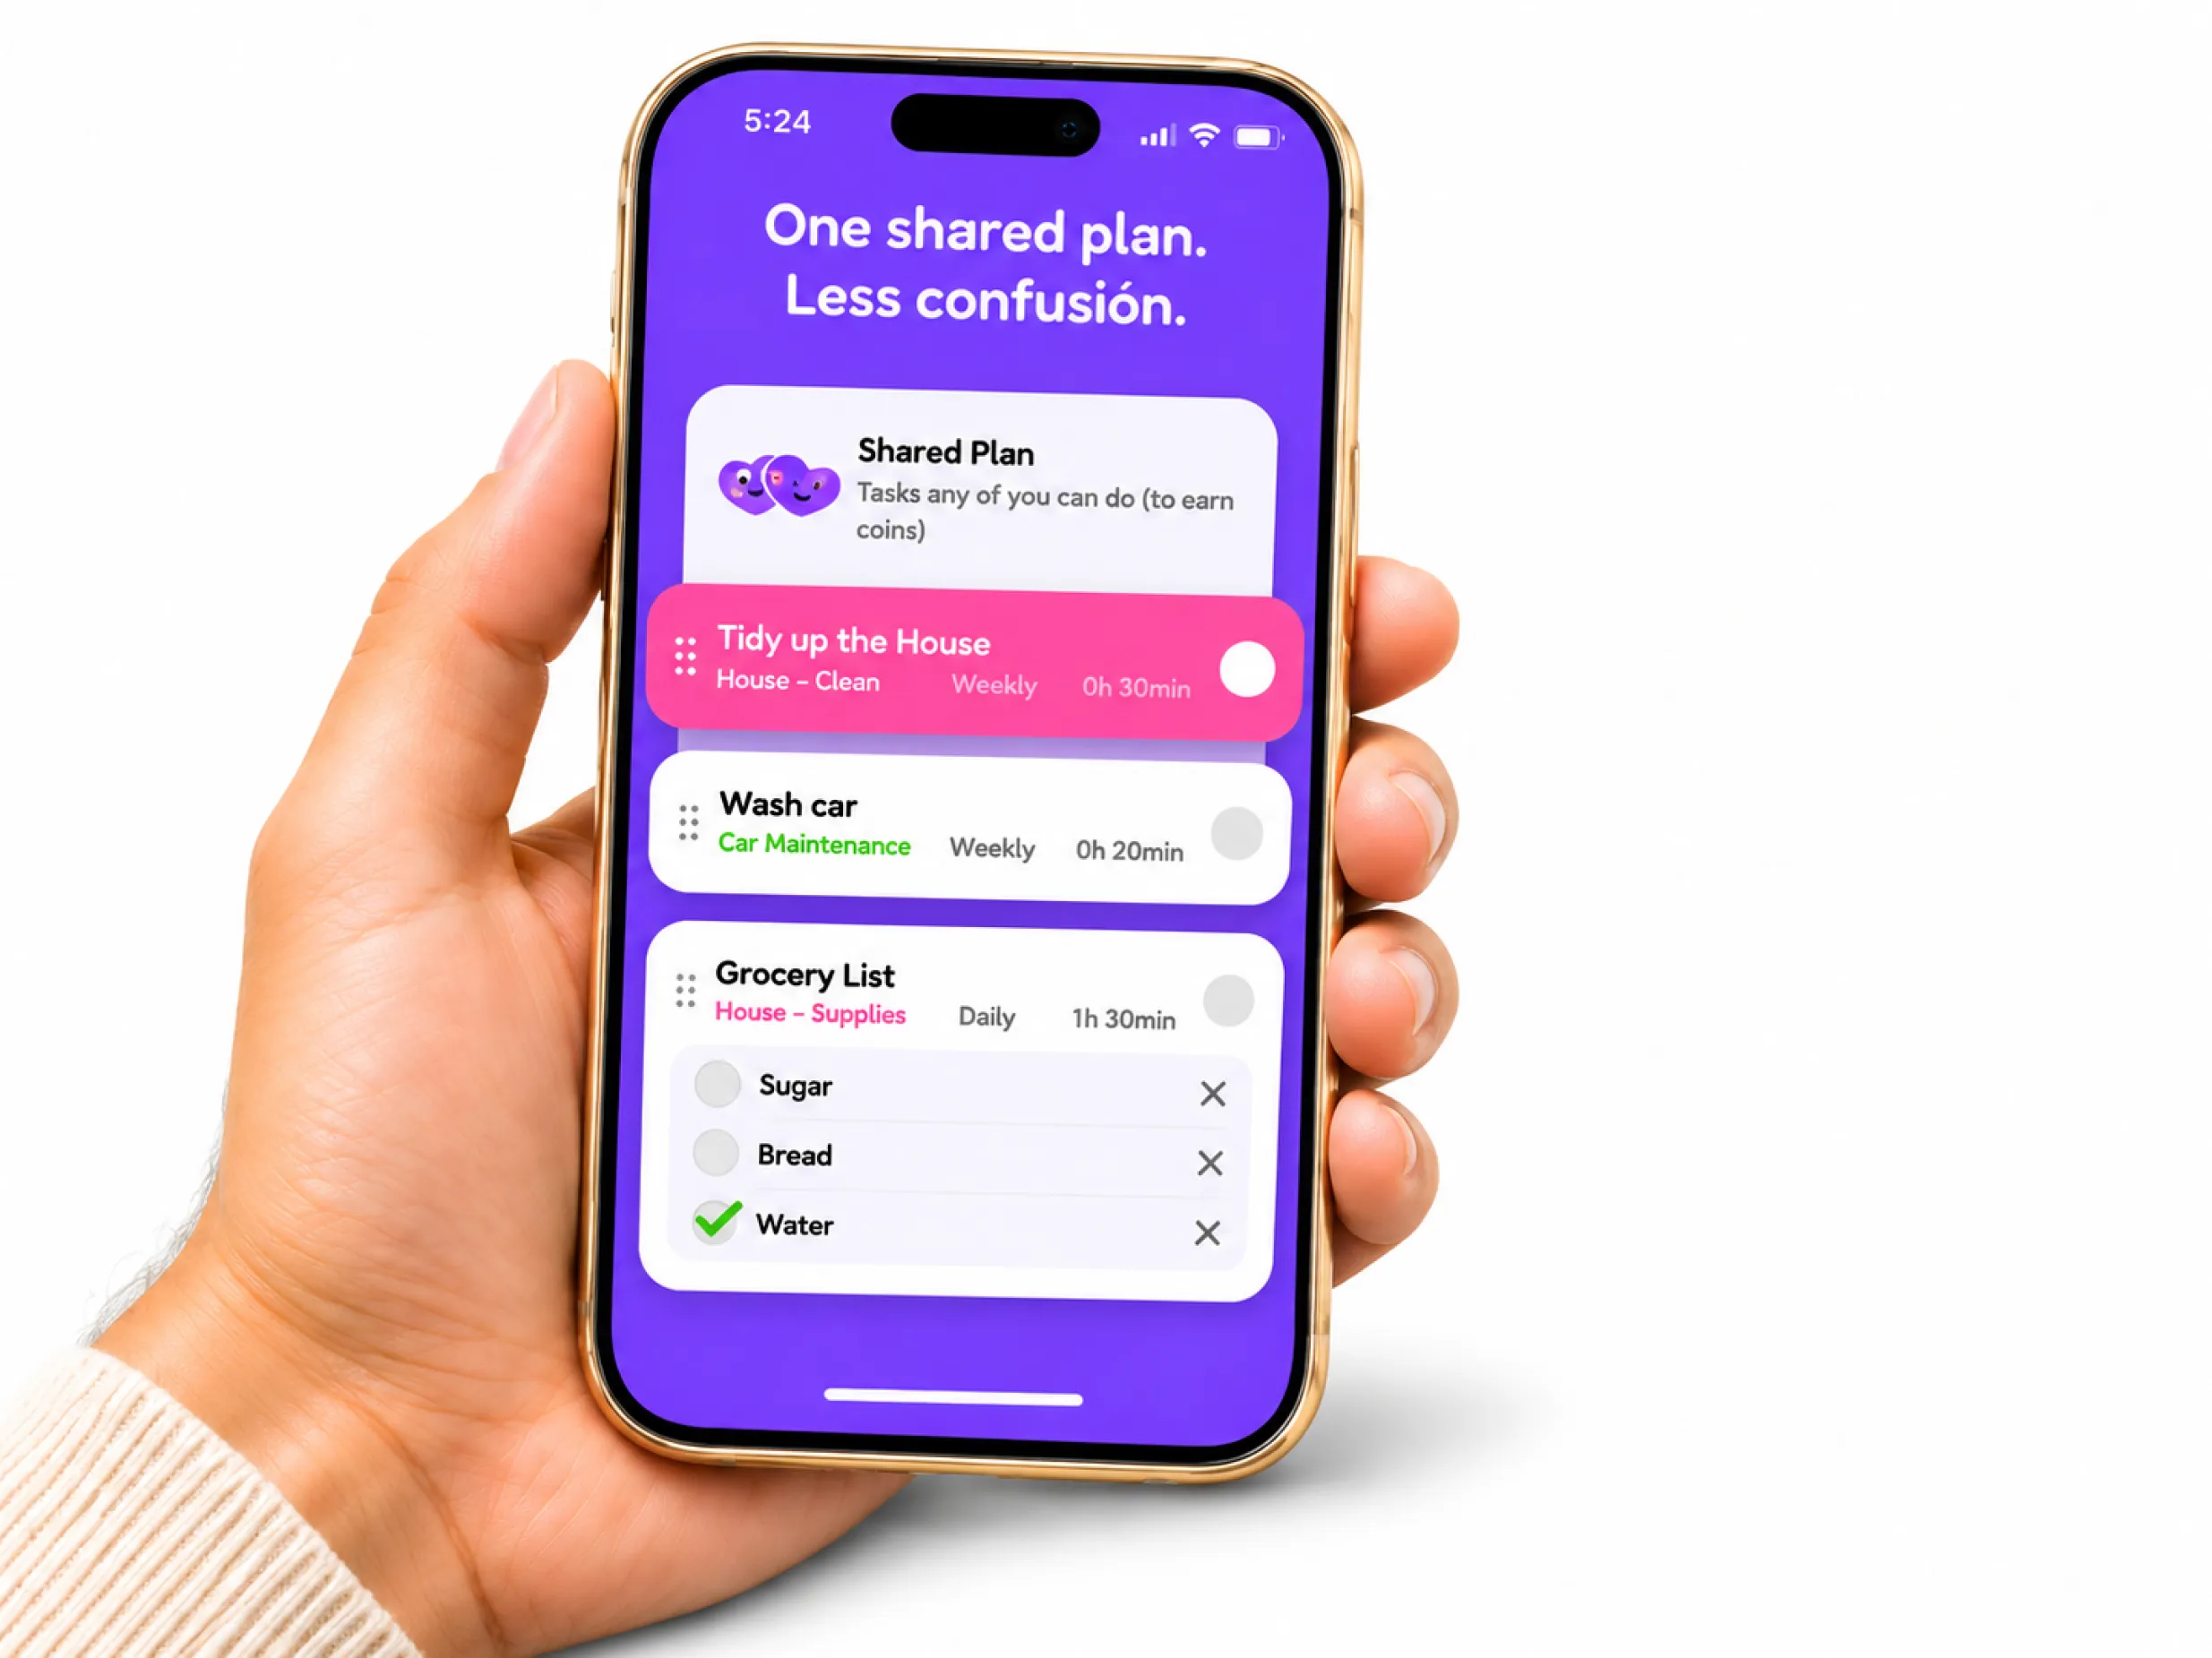 5:24
One shared plan.
Less confusión.
Shared Plan
Tasks any of you can do (to earn
coins)
Tidy up the House
House – Clean Weekly 0h 30min
Wash car
Car Maintenance Weekly 0h 20min
Grocery List
House – Supplies Daily 1h 30min
Sugar
Bread
Water